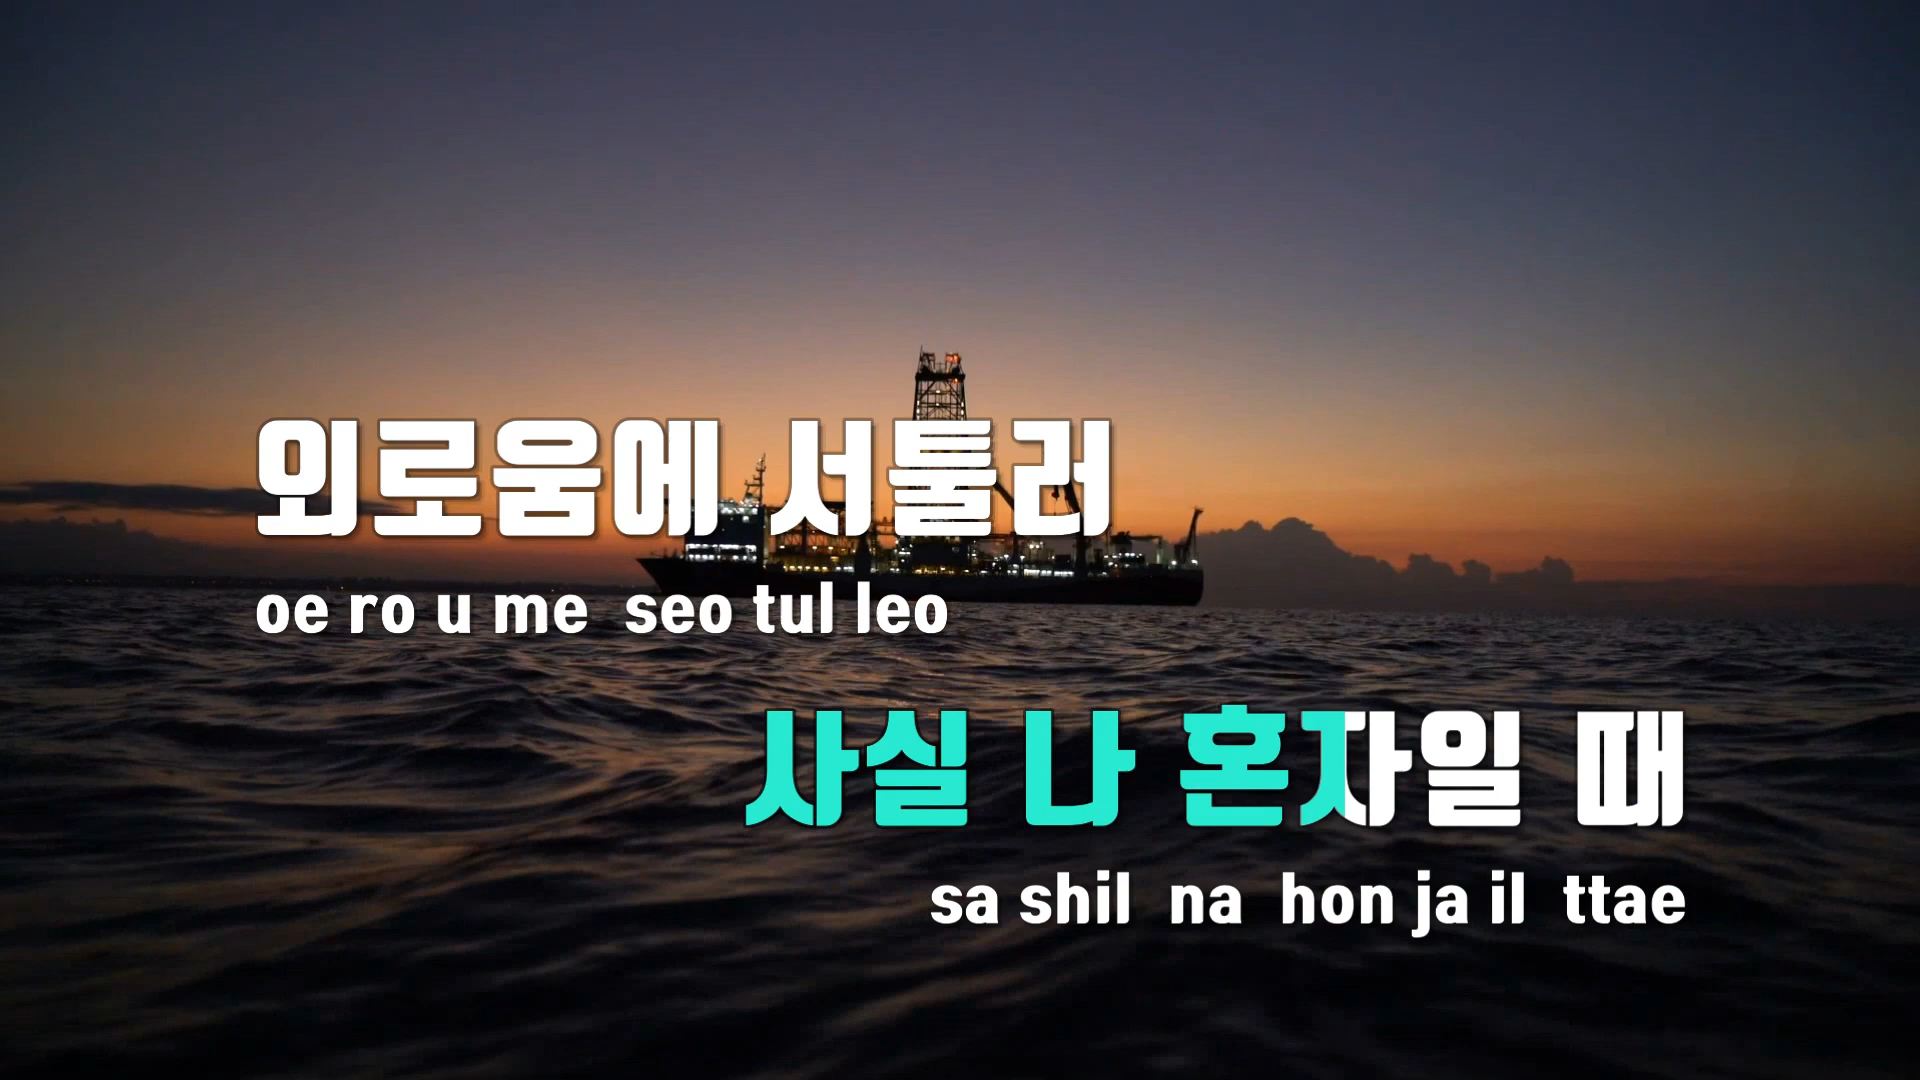 외로움에 서툴러
oe ro u me seo tul leo
사실 나 혼자일 때
sa shil na hon ja il ttae